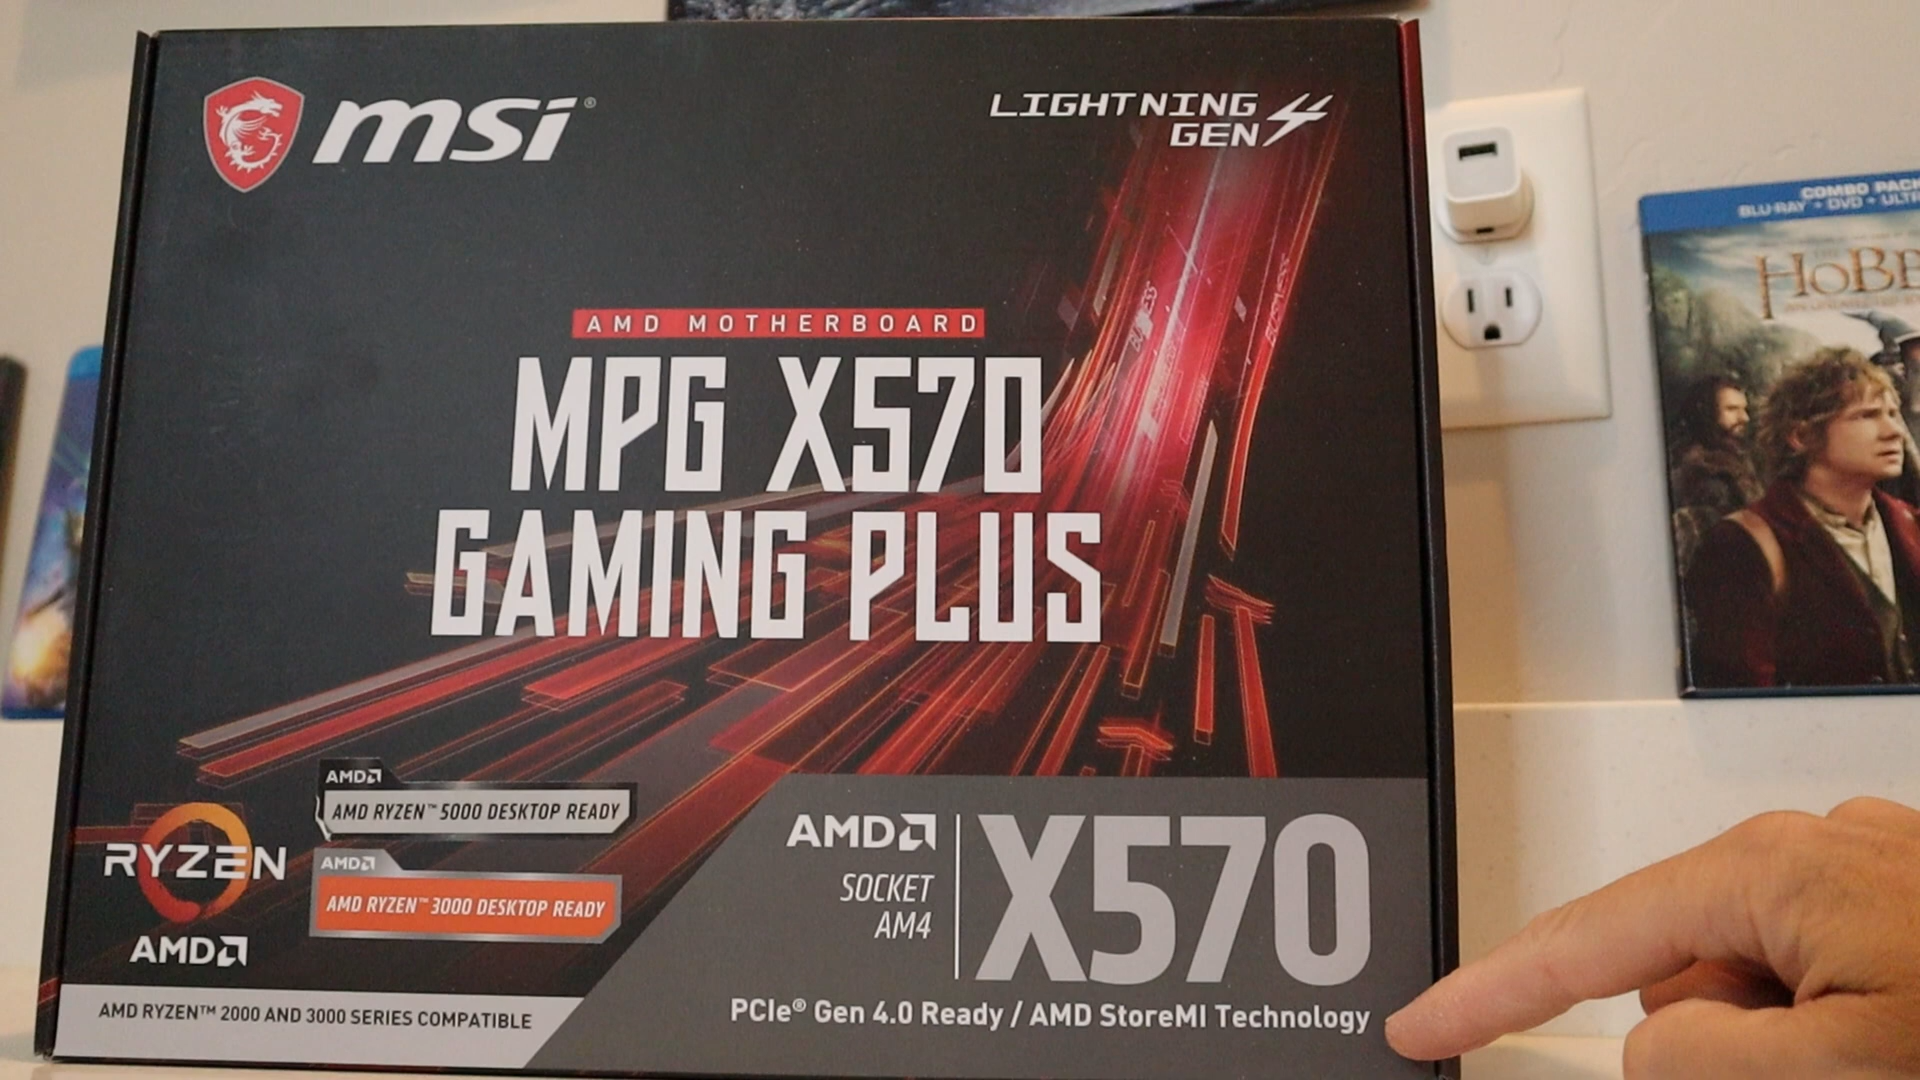 msi®
LIGHTNING
GEN 4
AMD MOTHERBOARD
MPG X570
GAMING PLUS
AMD
AMD RYZEN™ 5000 DESKTOP READY
RYZEN
AMD
AMD
AMD RYZEN™ 3000 DESKTOP READY
AMD RYZEN™ 2000 AND 3000 SERIES COMPATIBLE
AMD
SOCKET
AM4
X570
PCIe® Gen 4.0 Ready / AMD StoreMI Technology
COMBO PACK
BLU-RAY • DVD •